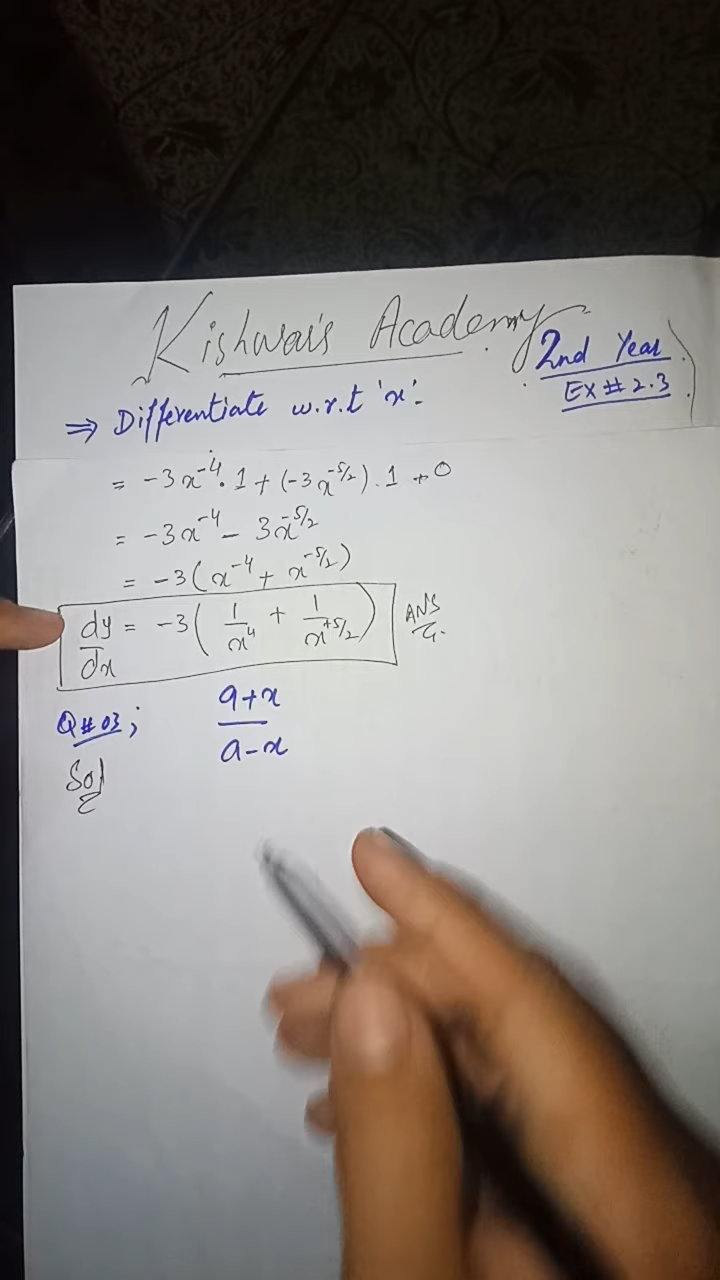 Kishwar's Academy
2nd Year
EX # 2.3
⇒ Differentiate w.r.t 'x':
= -3x⁻⁴ . 1 + (-3x^(-5/2)) . 1 + 0
= -3x⁻⁴ - 3x^(-5/2)
= -3(x⁻⁴ + x^(-5/2))
dy/dx = -3(1/x⁴ + 1/x^(+5/2)) ANS
Q # 03; a+x/a-x
Sol